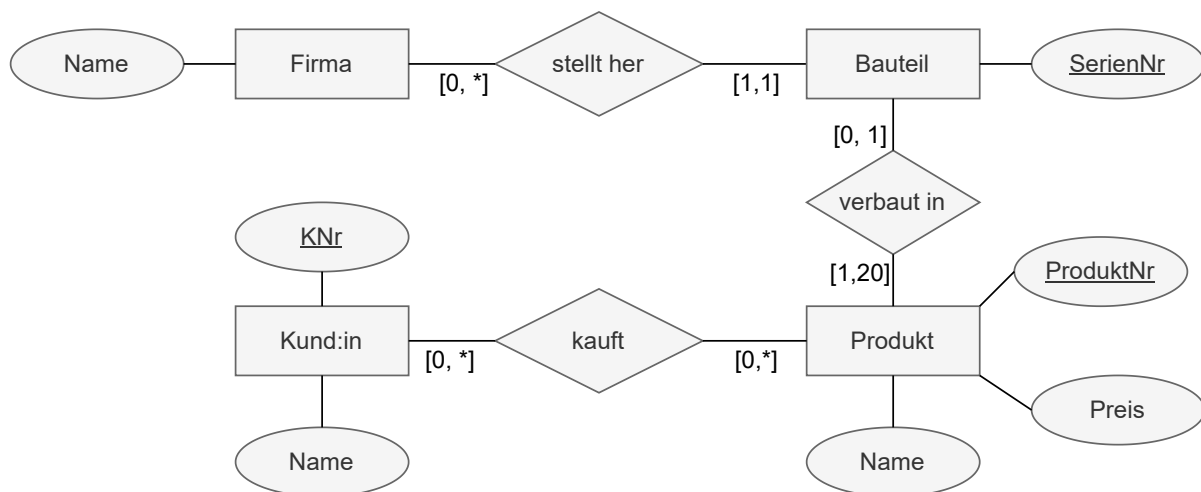 Name
Firma
[0, *]
stellt her
[1,1]
Bauteil
SerienNr
[0, 1]
verbaut in
[1,20]
KNr
ProduktNr
Kund:in
[0, *]
kauft
[0,*]
Produkt
Preis
Name
Name